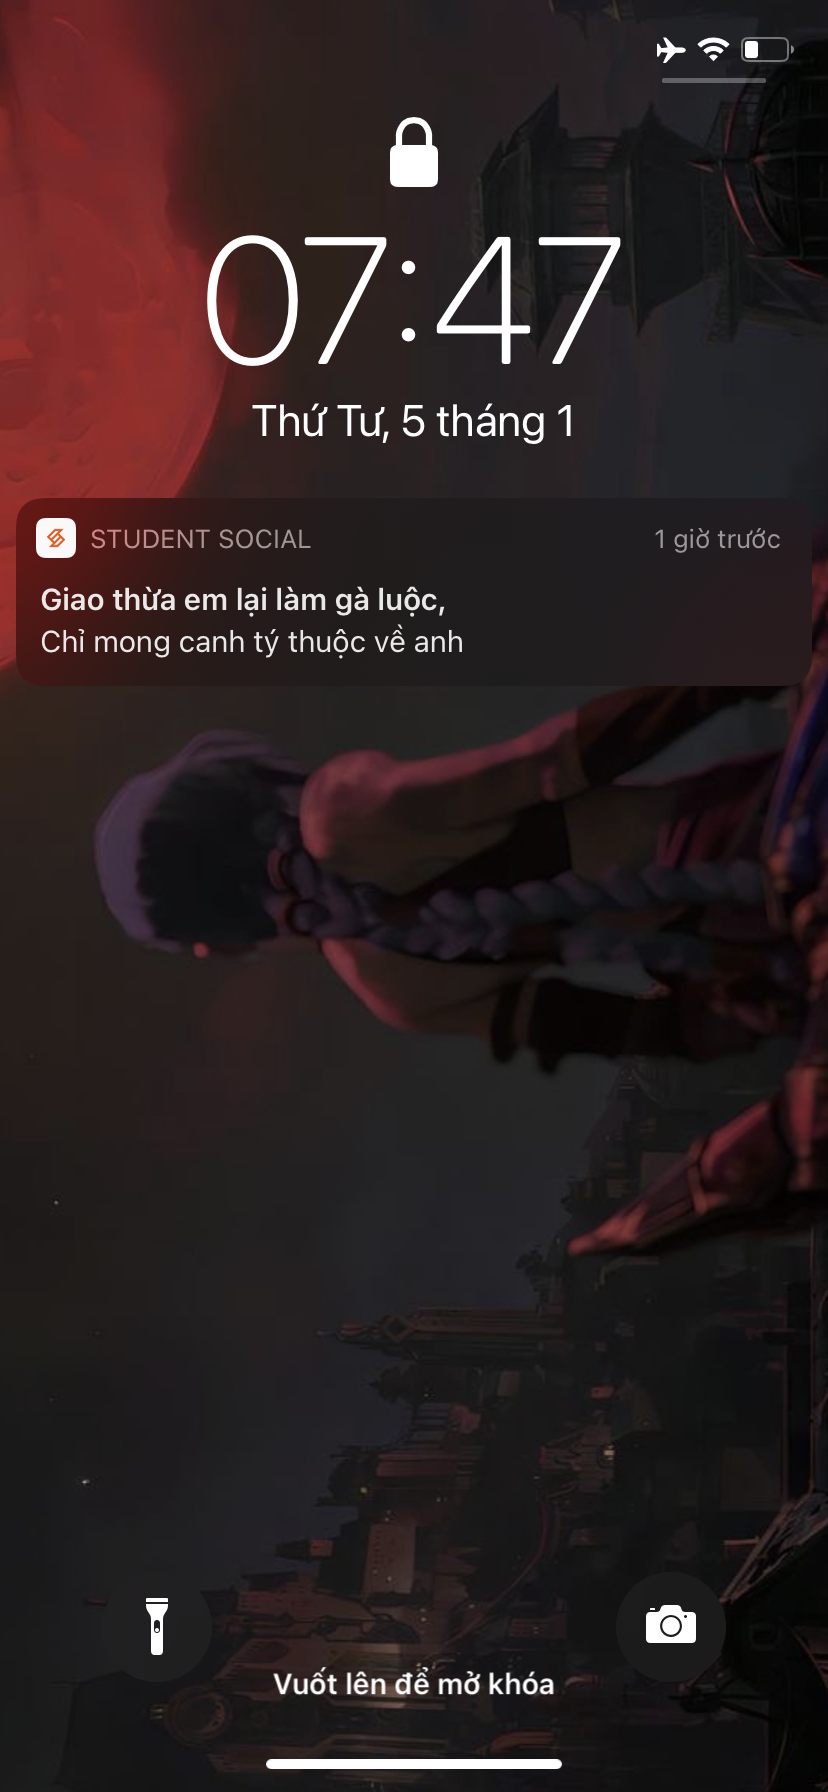 07:47
Thứ Tư, 5 tháng 1
STUDENT SOCIAL
1 giờ trước
Giao thừa em lại làm gà luộc,
Chỉ mong canh tý thuộc về anh
Vuốt lên để mở khóa